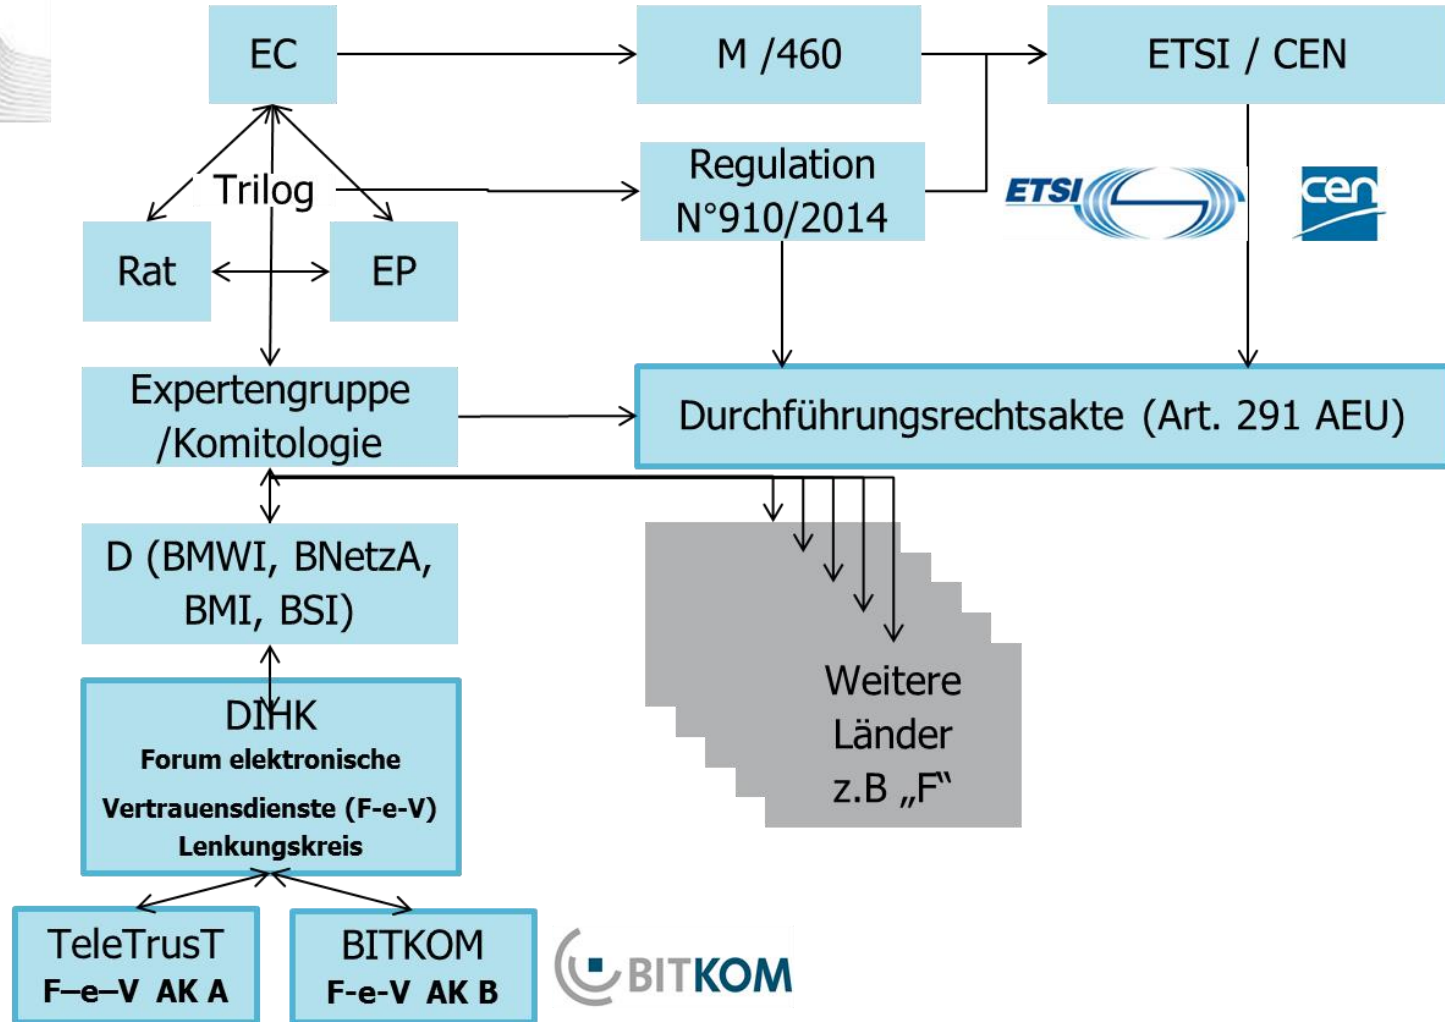 EC
M /460
ETSI / CEN
Trilog
Regulation
N°910/2014
ETSI
cen
Rat
EP
Expertengruppe
/Komitologie
Durchführungsrechtsakte (Art. 291 AEU)
D (BMWI, BNetzA,
BMI, BSI)
Weitere
Länder
z.B „F“
DIHK
Forum elektronische
Vertrauensdienste (F-e-V)
Lenkungskreis
TeleTrusT
F–e–V AK A
BITKOM
F-e-V AK B
BITKOM